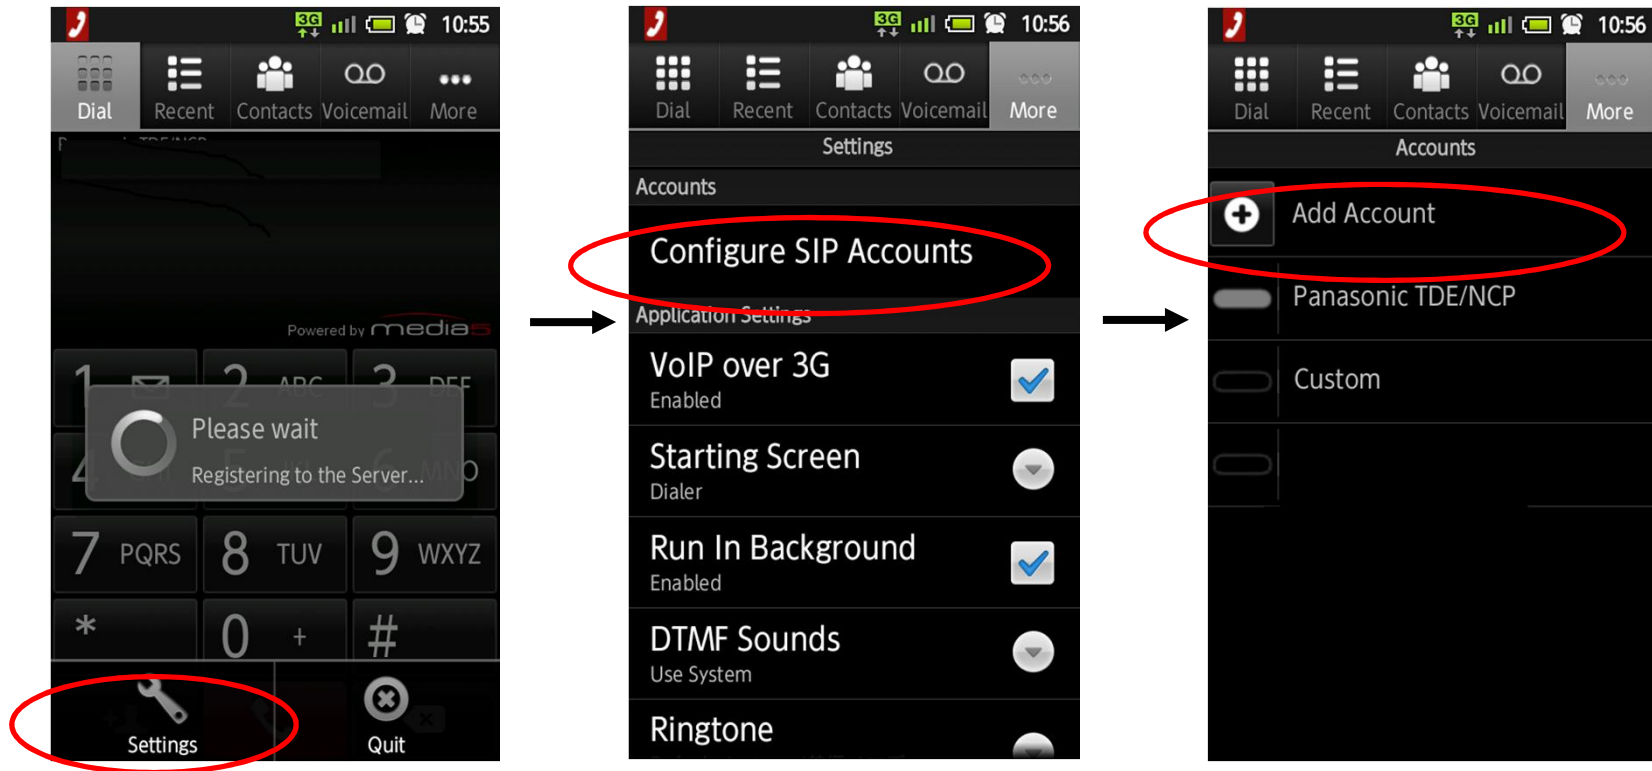 3G 10:55
Dial Recent Contacts Voicemail More
Powered by media5
1 2 ABC 3 DEF
Please wait
Registering to the Server...
4 6 MNO
7 PQRS 8 TUV 9 WXYZ
* 0 + #
Settings Quit
3G 10:56
Dial Recent Contacts Voicemail More
Settings
Accounts
Configure SIP Accounts
Application Settings
VoIP over 3G
Enabled
Starting Screen
Dialer
Run In Background
Enabled
DTMF Sounds
Use System
Ringtone
3G 10:56
Dial Recent Contacts Voicemail More
Accounts
Add Account
Panasonic TDE/NCP
Custom